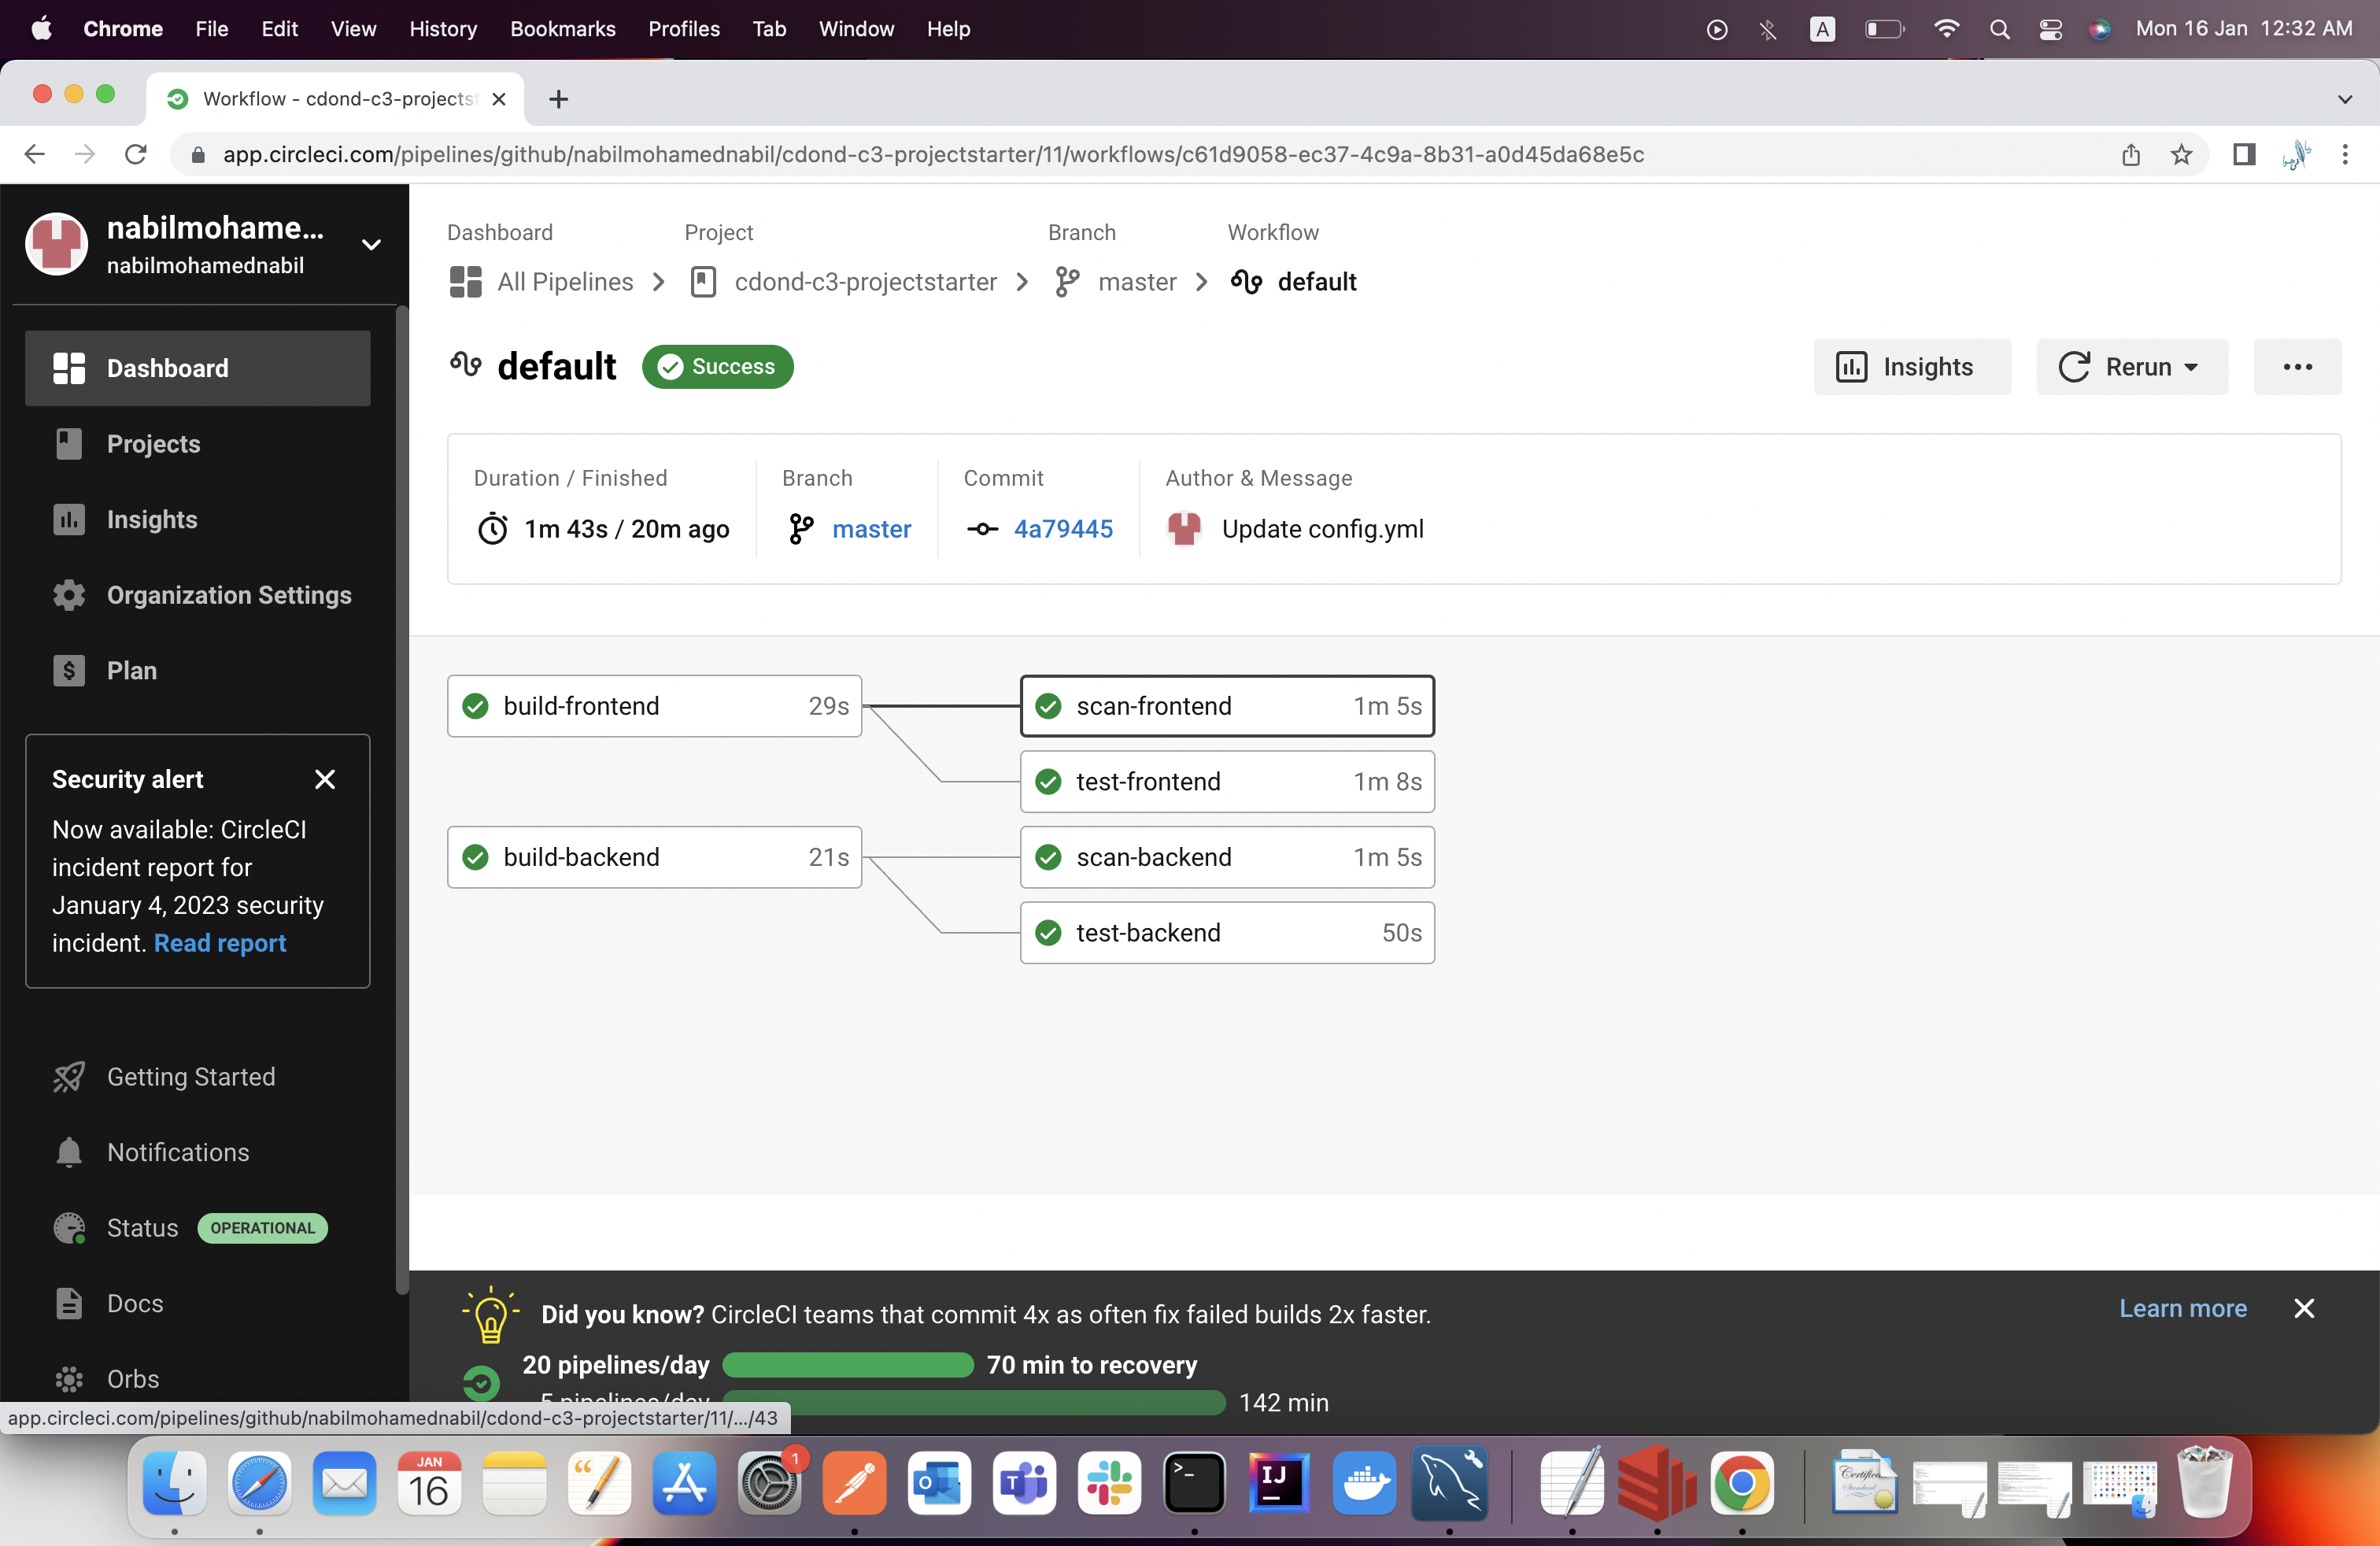 Chrome File Edit View History Bookmarks Profiles Tab Window Help A Mon 16 Jan 12:32 AM
Workflow - cdond-c3-projects
app.circleci.com/pipelines/github/nabilmohamednabil/cdond-c3-projectstarter/11/workflows/c61d9058-ec37-4c9a-8b31-a0d45da68e5c
nabilmohame...
nabilmohamednabil
Dashboard
Projects
Insights
Organization Settings
$ Plan
Security alert
Now available: CircleCI
incident report for
January 4, 2023 security
incident. Read report
Getting Started
Notifications
Status OPERATIONAL
Docs
Orbs
Dashboard Project Branch Workflow
All Pipelines cdond-c3-projectstarter master default
default Success Insights Rerun
Duration / Finished Branch Commit Author & Message
1m 43s / 20m ago master 4a79445 Update config.yml
build-frontend 29s scan-frontend 1m 5s
test-frontend 1m 8s
build-backend 21s scan-backend 1m 5s
test-backend 50s
Did you know? CircleCI teams that commit 4x as often fix failed builds 2x faster. Learn more
20 pipelines/day 70 min to recovery
5 pipelines/day 142 min
app.circleci.com/pipelines/github/nabilmohamednabil/cdond-c3-projectstarter/11/.../43
JAN
16
1
O
T
>_
IJ